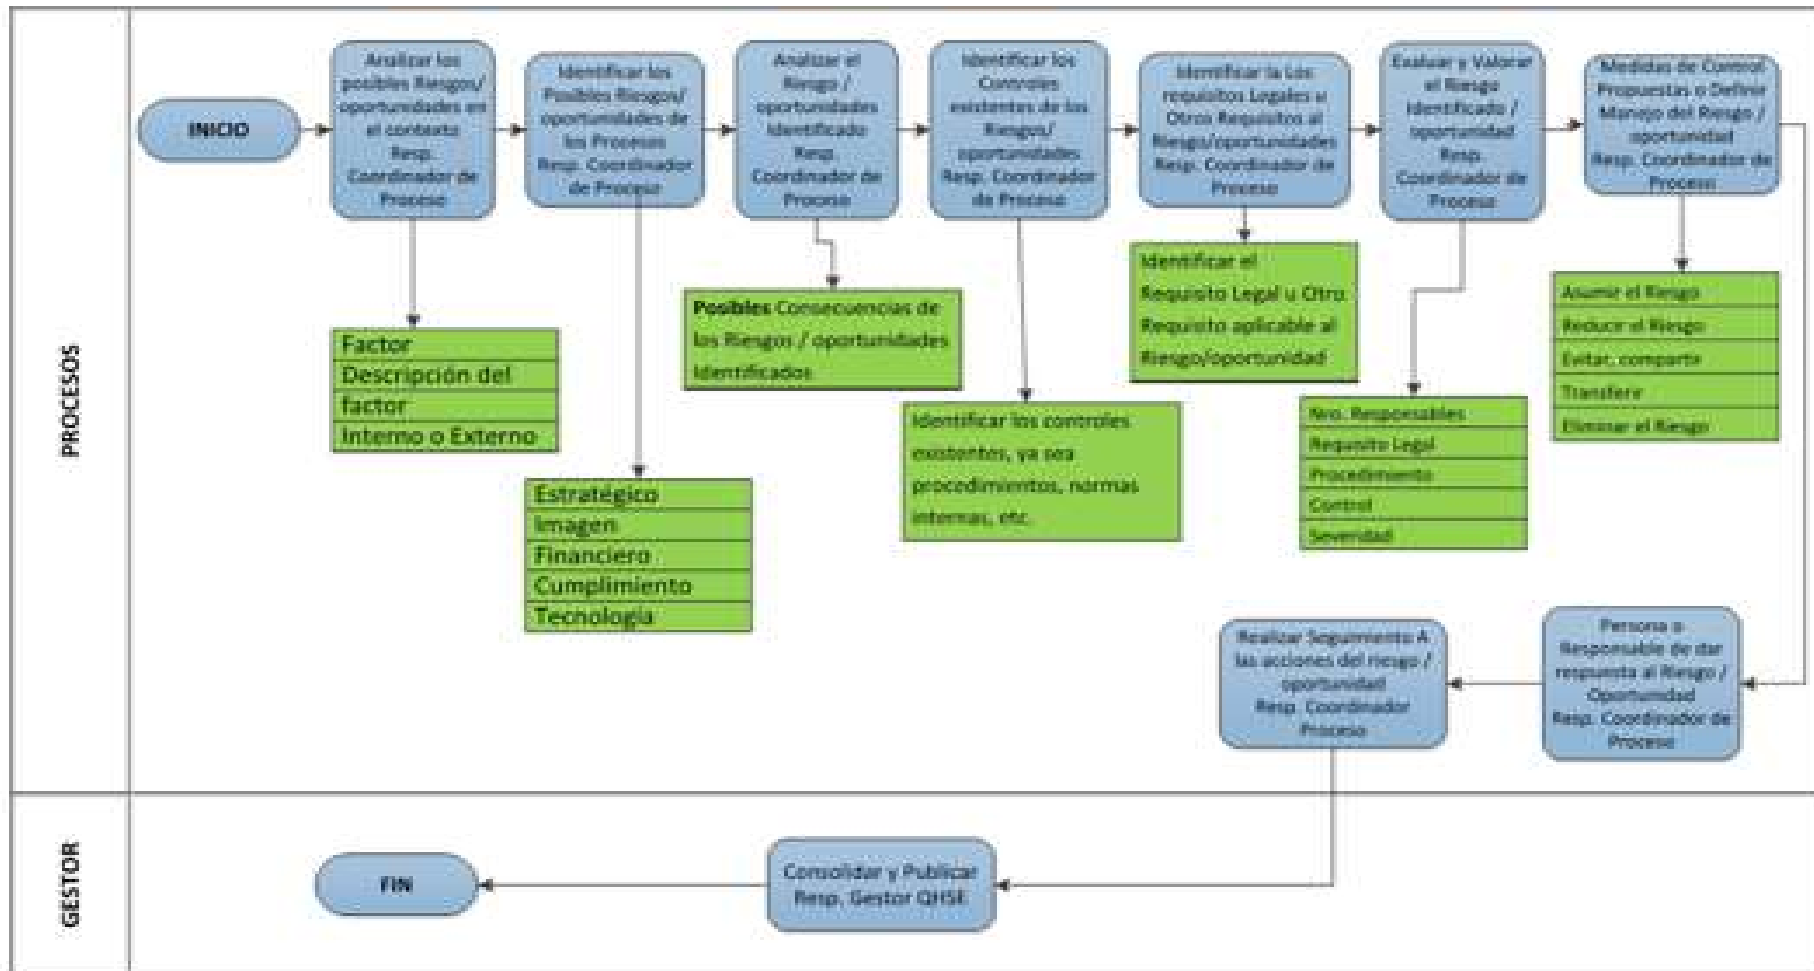 PROCESOS
INICIO
Analizar los
posibles Riesgos/
oportunidades en
el contexto
Resp.
Coordinador de
Proceso
Identificar los
Posibles Riesgos/
oportunidades de
los Procesos
Resp. Coordinador
de Proceso
Analizar el
Riesgo /
oportunidades
Identificado
Resp.
Coordinador de
Proceso
Identificar los
Controles
existentes de los
Riesgos/
oportunidades
Resp. Coordinador
de Proceso
Identificar la Los
requisitos Legales u
Otro Requisitos al
Riesgo/oportunidades
Resp. Coordinador de
Proceso
Evaluar y Valorar
el Riesgo
Identificado /
oportunidad
Resp.
Coordinador de
Proceso
Medidas de Control
Propuestas o Definir
Manejo del Riesgo /
oportunidad
Resp. Coordinador de
Proceso
Factor
Descripción del
factor
Interno o Externo
Estratégico
Imagen
Financiero
Cumplimiento
Tecnología
Posibles Consecuencias de
los Riesgos / oportunidades
Identificados
Identificar los controles
existentes, ya sea
procedimientos, normas
internas, etc.
Identificar el
Requisito Legal u Otro
Requisito aplicable al
Riesgo/oportunidad
Nro. Responsables
Requisito Legal
Procedimiento
Control
Severidad
Asumir el Riesgo
Reducir el Riesgo
Evitar, compartir
Transferir
Eliminar el Riesgo
Persona o
Responsable de dar
respuesta al Riesgo /
Oportunidad
Resp. Coordinador de
Proceso
Realizar Seguimiento A
las acciones del riesgo /
oportunidad
Resp. Coordinador
Proceso
GESTOR
Consolidar y Publicar
Resp. Gestor QHSE
FIN